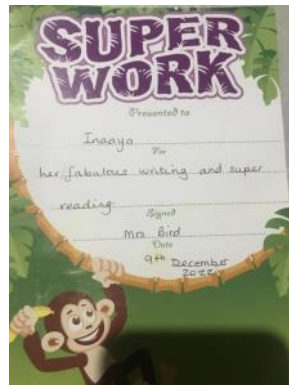 SUPER
WORK
Presented to
Inaaya
For
her fabulous writing and super
reading.
Signed
Mrs Bird
Date
9th December
2022